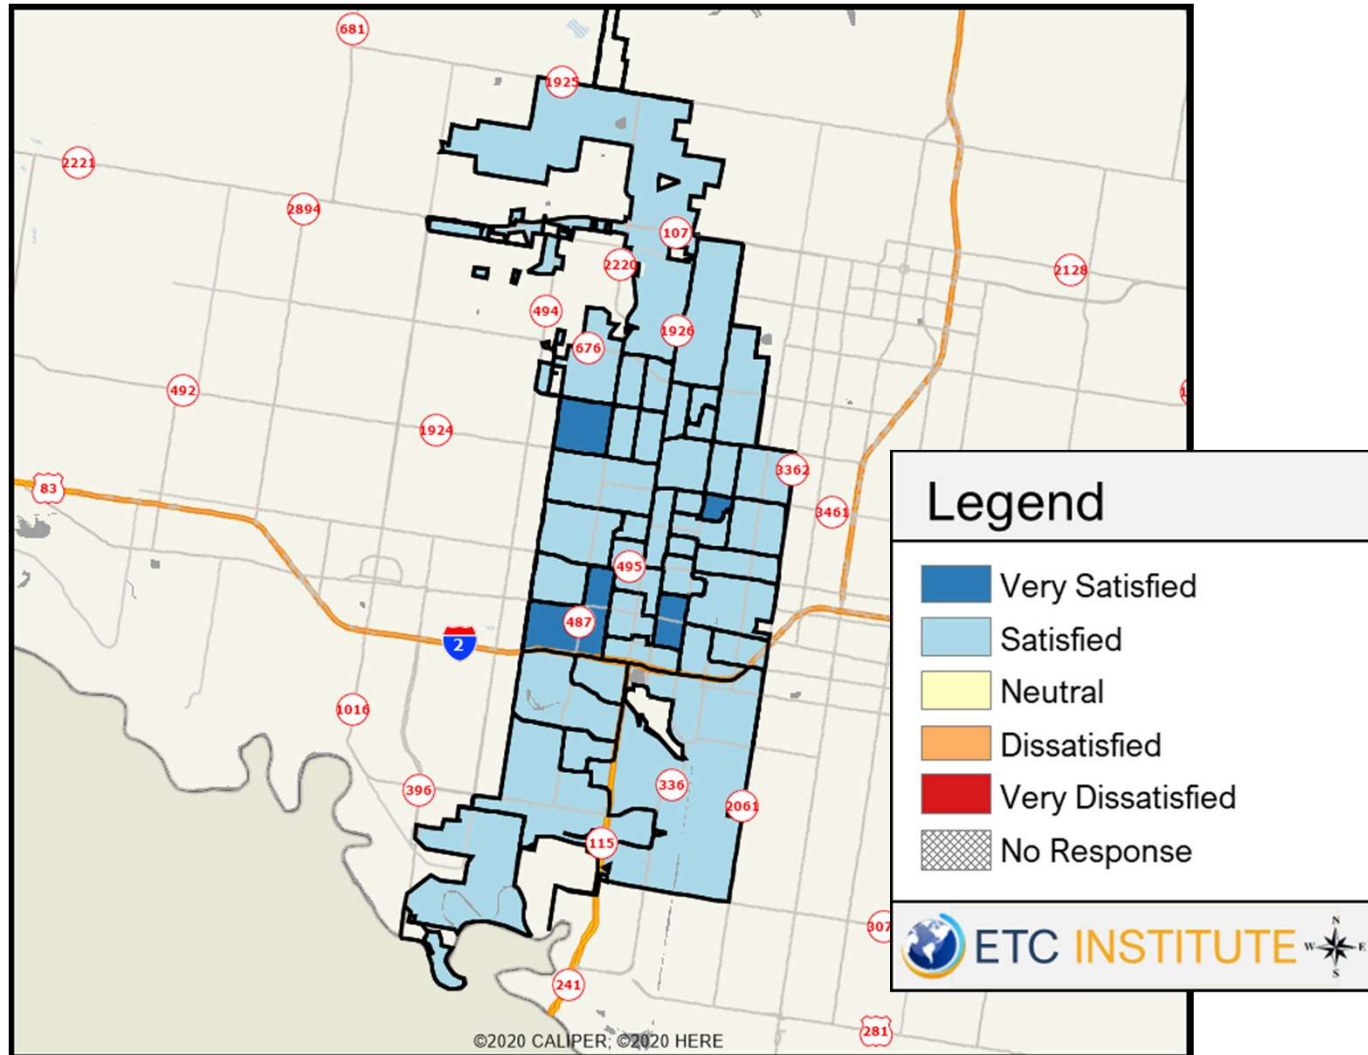 681
1925
2221
2894
107
2220
2128
494
1926
676
492
1924
3362
83
3461
495
487
2
1016
336
396
2061
115
307
241
281
©2020 CALIPER; ©2020 HERE
Legend
Very Satisfied
Satisfied
Neutral
Dissatisfied
Very Dissatisfied
No Response
ETC INSTITUTE
N
W E
S